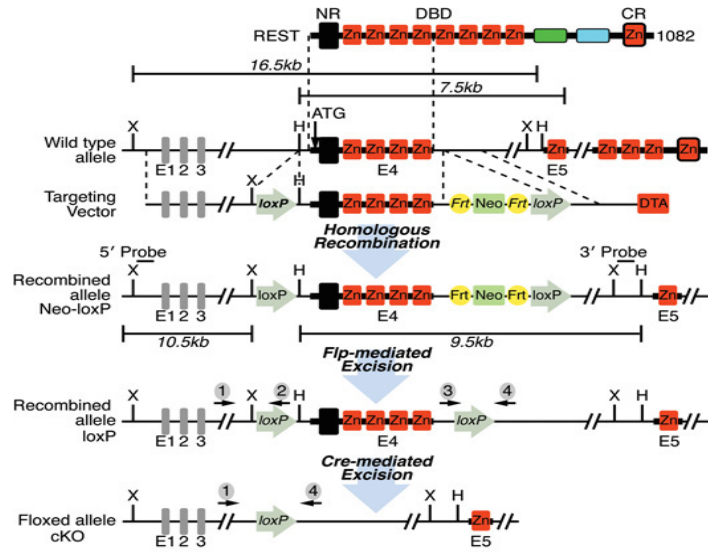 NR DBD CR
REST Zn Zn Zn Zn Zn Zn Zn Zn Zn 1082
16.5kb
7.5kb
ATG
X H X H
Wild type
allele
Zn Zn Zn Zn Zn Zn Zn Zn Zn
E1 2 3 E4 E5
X H
Targeting
Vector
loxP Zn Zn Zn Zn Frt Neo Frt loxP DTA
Homologous
Recombination
5′ Probe 3′ Probe
X X H X H
Recombined
allele
Neo-loxP
loxP Zn Zn Zn Zn Frt Neo Frt loxP Zn
E1 2 3 E4 E5
10.5kb 9.5kb
Flp-mediated
Excision
1 2 3 4
X X H X H
Recombined
allele
loxP
loxP Zn Zn Zn Zn loxP Zn
E1 2 3 E4 E5
Cre-mediated
Excision
X 1 4 X H
Floxed allele
cKO
loxP Zn
E1 2 3 E5